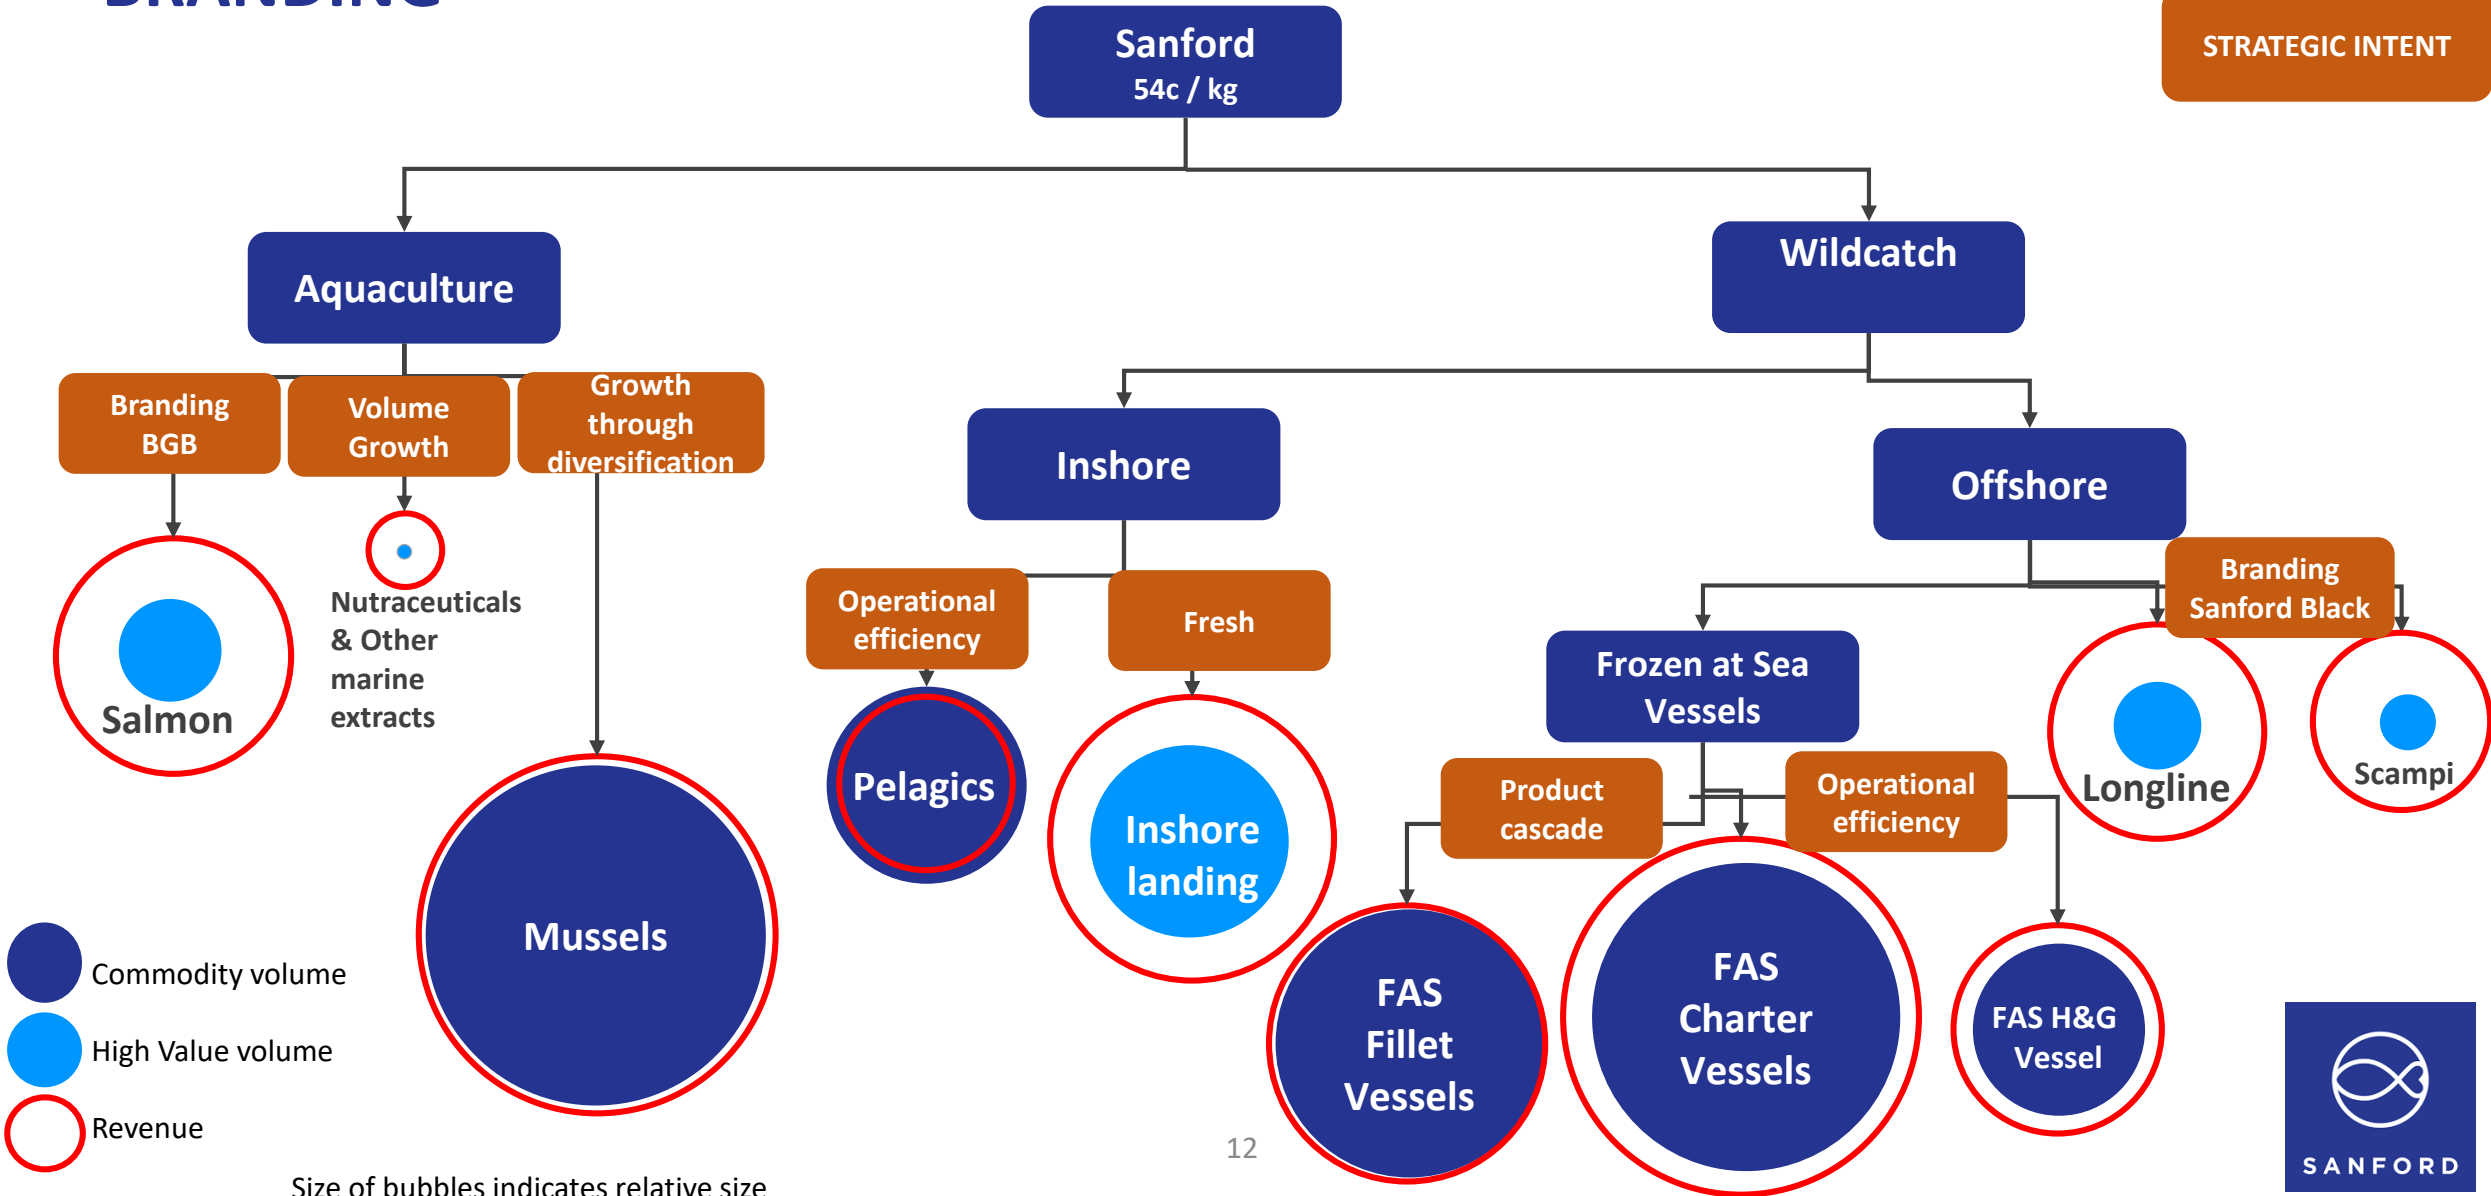 BRANDING
STRATEGIC INTENT
Sanford
54c / kg
Aquaculture
Wildcatch
Branding
BGB
Volume
Growth
Growth
through
diversification
Inshore
Offshore
Salmon
Nutraceuticals
& Other
marine
extracts
Mussels
Operational
efficiency
Fresh
Pelagics
Inshore
landing
Frozen at Sea
Vessels
Branding
Sanford Black
Product
cascade
Operational
efficiency
Longline
Scampi
FAS
Fillet
Vessels
FAS
Charter
Vessels
FAS H&G
Vessel
Commodity volume
High Value volume
Revenue
Size of bubbles indicates relative size
12
SANFORD